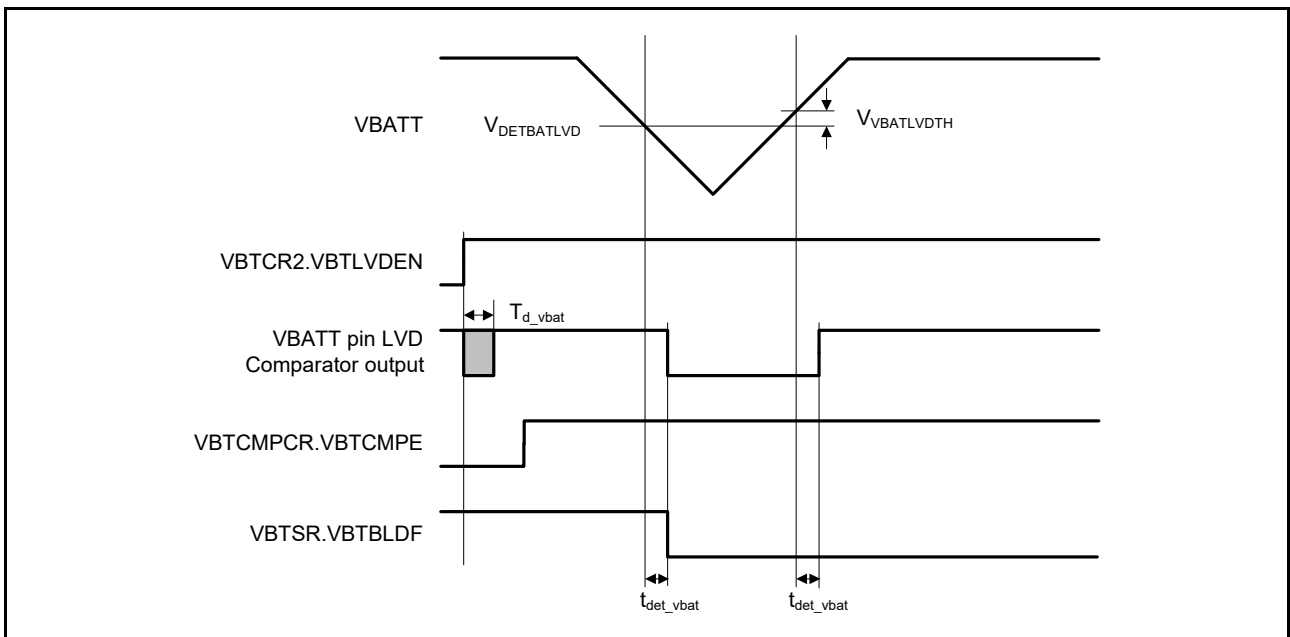 VBATT
VDETBATLVD
VVBATLVDTH
VBTCR2.VBTLVDEN
Td_vbat
VBATT pin LVD
Comparator output
VBTCMPCR.VBTCMPE
VBTSR.VBTBLDF
tdet_vbat
tdet_vbat